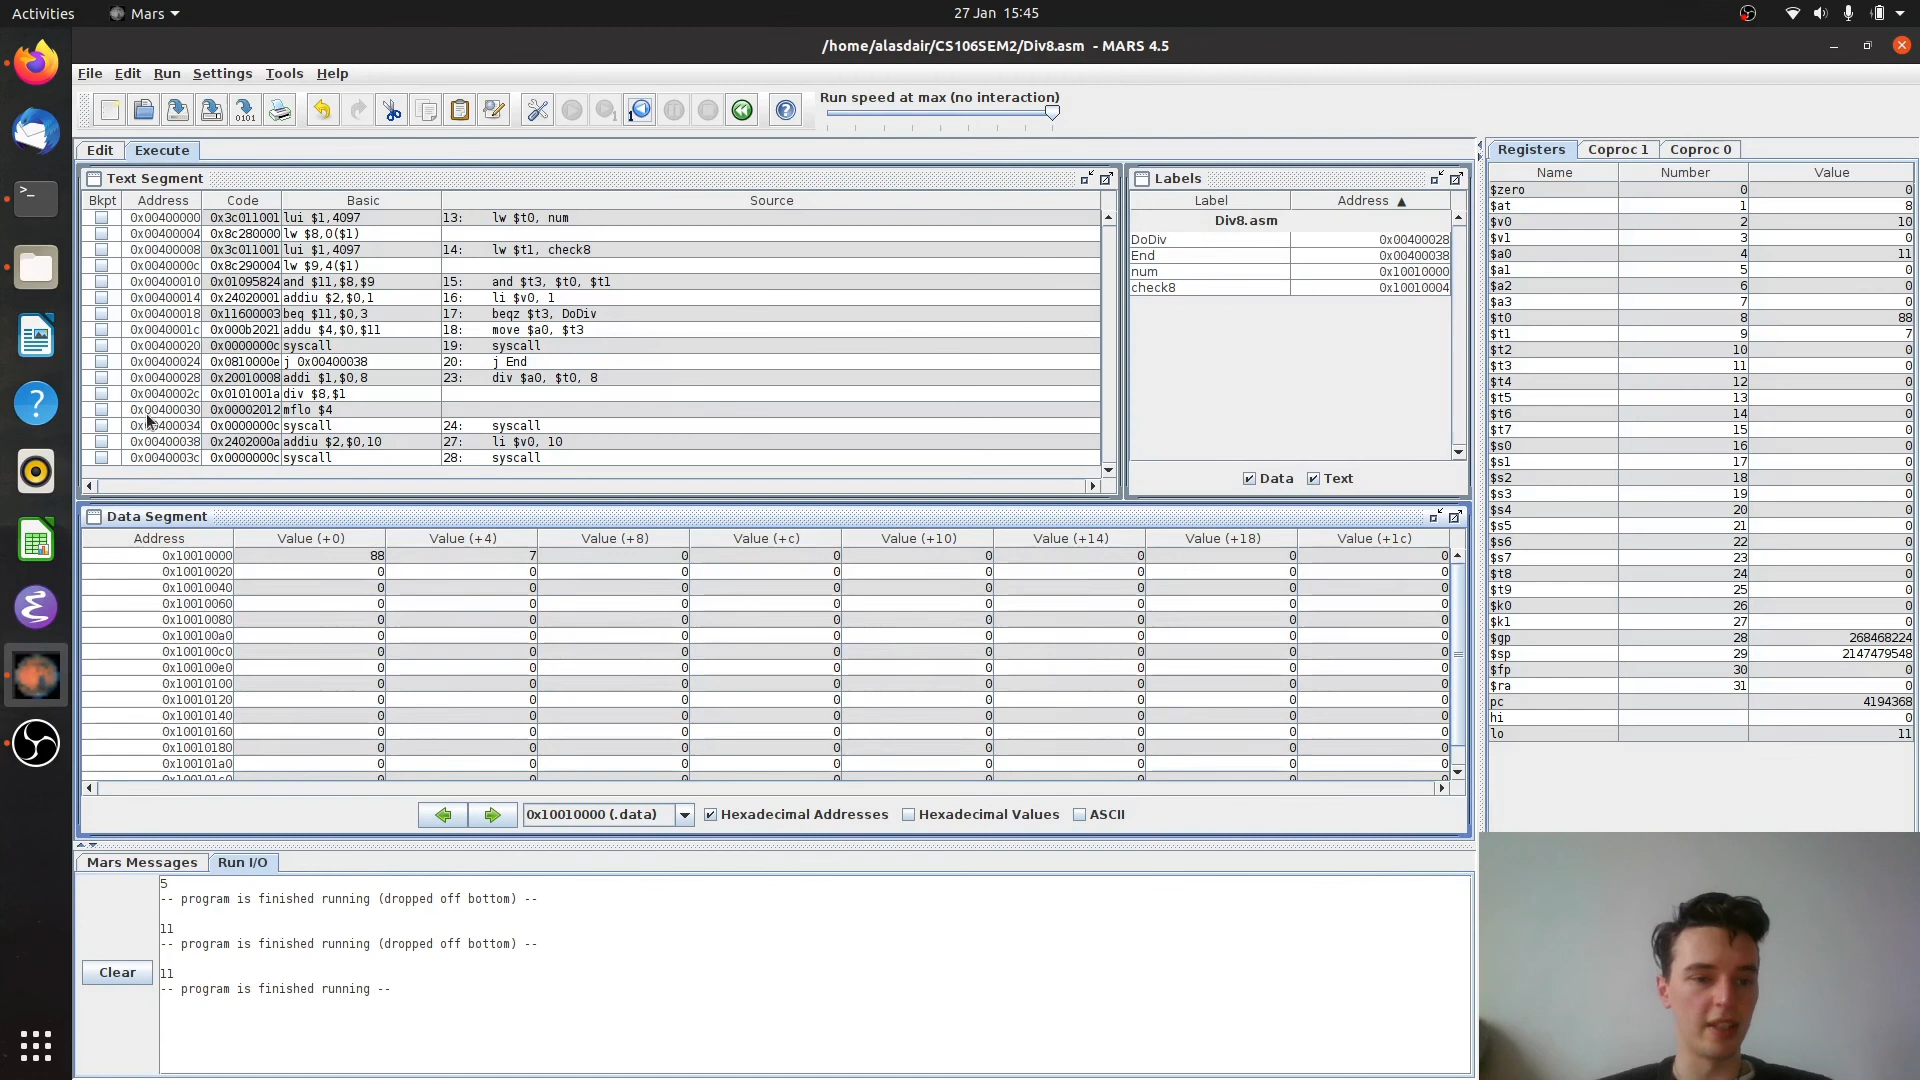 Activities Mars 27 Jan 15:45
/home/alasdair/CS106SEM2/Div8.asm - MARS 4.5
File Edit Run Settings Tools Help
Run speed at max (no interaction)
Edit Execute
Text Segment
Bkpt Address Code Basic Source
0x00400000 0x3c011001 lui $1,4097 13: lw $t0, num
0x00400004 0x8c280000 lw $8,0($1)
0x00400008 0x3c011001 lui $1,4097 14: lw $t1, check8
0x0040000c 0x8c290004 lw $9,4($1)
0x00400010 0x01095824 and $11,$8,$9 15: and $t3, $t0, $t1
0x00400014 0x24020001 addiu $2,$0,1 16: li $v0, 1
0x00400018 0x11600003 beq $11,$0,3 17: beqz $t3, DoDiv
0x0040001c 0x000b2021 addu $4,$0,$11 18: move $a0, $t3
0x00400020 0x0000000c syscall 19: syscall
0x00400024 0x0810000e j 0x00400038 20: j End
0x00400028 0x20010008 addi $1,$0,8 23: div $a0, $t0, 8
0x0040002c 0x0101001a div $8,$1
0x00400030 0x00002012 mflo $4
0x00400034 0x0000000c syscall 24: syscall
0x00400038 0x2402000a addiu $2,$0,10 27: li $v0, 10
0x0040003c 0x0000000c syscall 28: syscall
Labels
Label Address ▲
Div8.asm
DoDiv 0x00400028
End 0x00400038
num 0x10010000
check8 0x10010004
Data Text
Data Segment
Address Value (+0) Value (+4) Value (+8) Value (+c) Value (+10) Value (+14) Value (+18) Value (+1c)
0x10010000 88 7 0 0 0 0 0 0
0x10010020 0 0 0 0 0 0 0 0
0x10010040 0 0 0 0 0 0 0 0
0x10010060 0 0 0 0 0 0 0 0
0x10010080 0 0 0 0 0 0 0 0
0x100100a0 0 0 0 0 0 0 0 0
0x100100c0 0 0 0 0 0 0 0 0
0x100100e0 0 0 0 0 0 0 0 0
0x10010100 0 0 0 0 0 0 0 0
0x10010120 0 0 0 0 0 0 0 0
0x10010140 0 0 0 0 0 0 0 0
0x10010160 0 0 0 0 0 0 0 0
0x10010180 0 0 0 0 0 0 0 0
0x100101a0 0 0 0 0 0 0 0 0
0x100101c0 0 0 0 0 0 0 0 0
0x10010000 (.data) Hexadecimal Addresses Hexadecimal Values ASCII
Mars Messages Run I/O
5
-- program is finished running (dropped off bottom) --
11
-- program is finished running (dropped off bottom) --
11
-- program is finished running --
Clear
Registers Coproc 1 Coproc 0
Name Number Value
$zero 0 0
$at 1 8
$v0 2 10
$v1 3 0
$a0 4 11
$a1 5 0
$a2 6 0
$a3 7 0
$t0 8 88
$t1 9 7
$t2 10 0
$t3 11 0
$t4 12 0
$t5 13 0
$t6 14 0
$t7 15 0
$s0 16 0
$s1 17 0
$s2 18 0
$s3 19 0
$s4 20 0
$s5 21 0
$s6 22 0
$s7 23 0
$t8 24 0
$t9 25 0
$k0 26 0
$k1 27 0
$gp 28 268468224
$sp 29 2147479548
$fp 30 0
$ra 31 0
pc 4194368
hi 0
lo 11